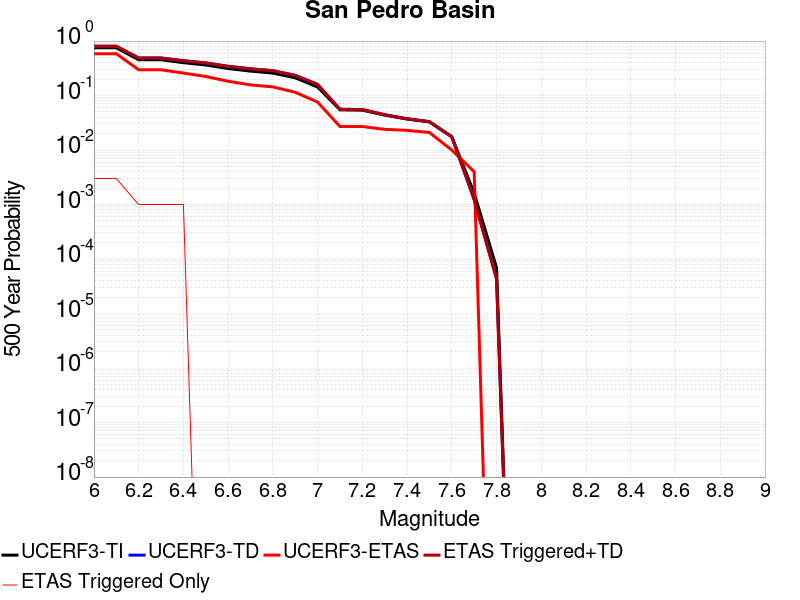 San Pedro Basin
10^0
10^-1
10^-2
10^-3
10^-4
10^-5
10^-6
10^-7
10^-8
500 Year Probability
6 6.2 6.4 6.6 6.8 7 7.2 7.4 7.6 7.8 8 8.2 8.4 8.6 8.8 9
Magnitude
UCERF3-TI UCERF3-TD UCERF3-ETAS ETAS Triggered+TD
ETAS Triggered Only